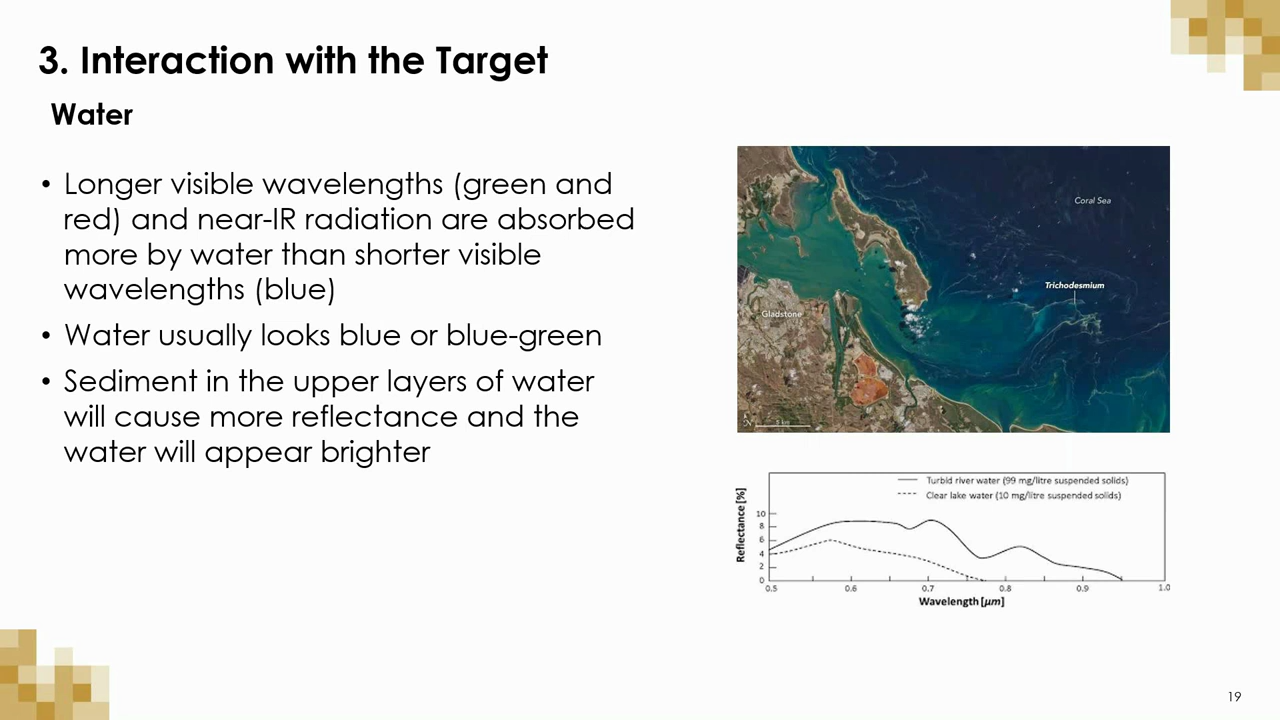 3. Interaction with the Target
Water
• Longer visible wavelengths (green and
red) and near-IR radiation are absorbed
more by water than shorter visible
wavelengths (blue)
• Water usually looks blue or blue-green
• Sediment in the upper layers of water
will cause more reflectance and the
water will appear brighter
Coral Sea
Trichodesmium
Gladstone
N
5 km
Turbid river water (99 mg/litre suspended solids)
Clear lake water (10 mg/litre suspended solids)
Reflectance [%]
10
8
6
4
2
0
0.5 0.6 0.7 0.8 0.9 1.0
Wavelength [μm]
19